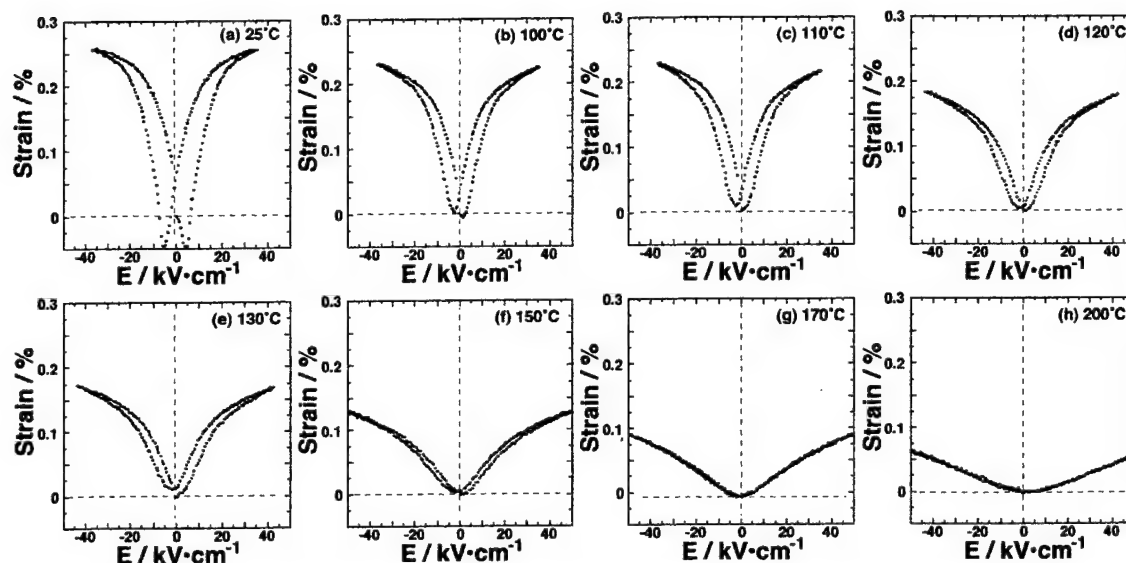 (a) 25°C
(b) 100°C
(c) 110°C
(d) 120°C
0.3
0.2
0.1
0
Strain / %
-40 -20 0 20 40
E / kV·cm⁻¹
0.3
0.2
0.1
0
Strain / %
-40 -20 0 20 40
E / kV·cm⁻¹
0.3
0.2
0.1
0
Strain / %
-40 -20 0 20 40
E / kV·cm⁻¹
0.3
0.2
0.1
0
Strain / %
-40 -20 0 20 40
E / kV·cm⁻¹
(e) 130°C
(f) 150°C
(g) 170°C
(h) 200°C
0.3
0.2
0.1
0
Strain / %
-40 -20 0 20 40
E / kV·cm⁻¹
0.3
0.2
0.1
0
Strain / %
-40 -20 0 20 40
E / kV·cm⁻¹
0.3
0.2
0.1
0
Strain / %
-40 -20 0 20 40
E / kV·cm⁻¹
0.3
0.2
0.1
0
Strain / %
-40 -20 0 20 40
E / kV·cm⁻¹